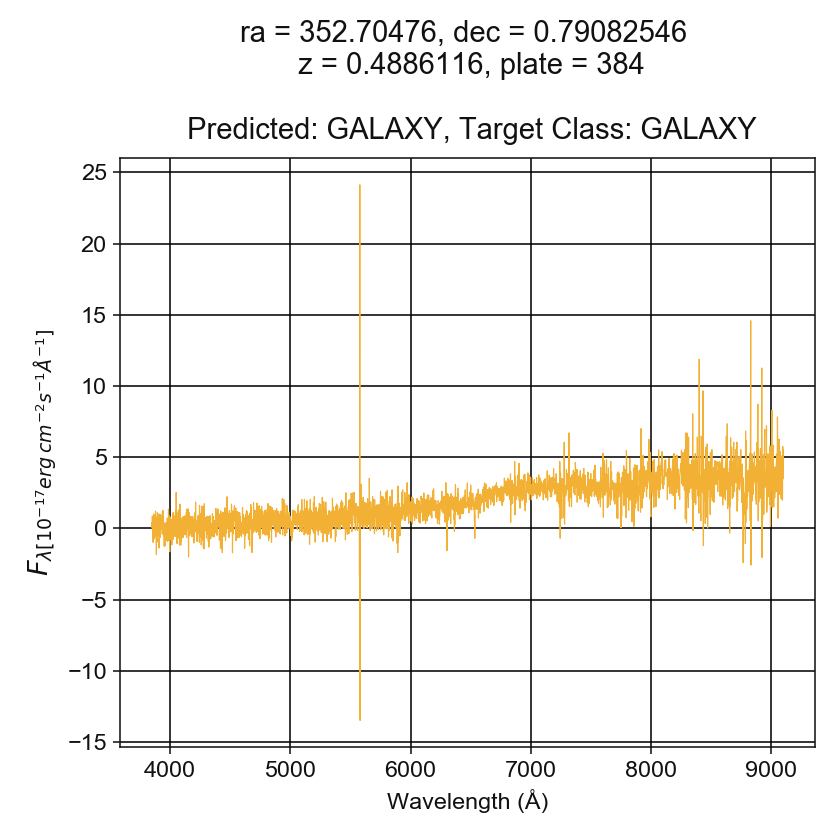 ra = 352.70476, dec = 0.79082546
z = 0.4886116, plate = 384
Predicted: GALAXY, Target Class: GALAXY
25
20
15
10
5
0
−5
−10
−15
F_{λ[10^{−17} erg cm^{−2} s^{−1} Å^{−1}]}
4000 5000 6000 7000 8000 9000
Wavelength (Å)